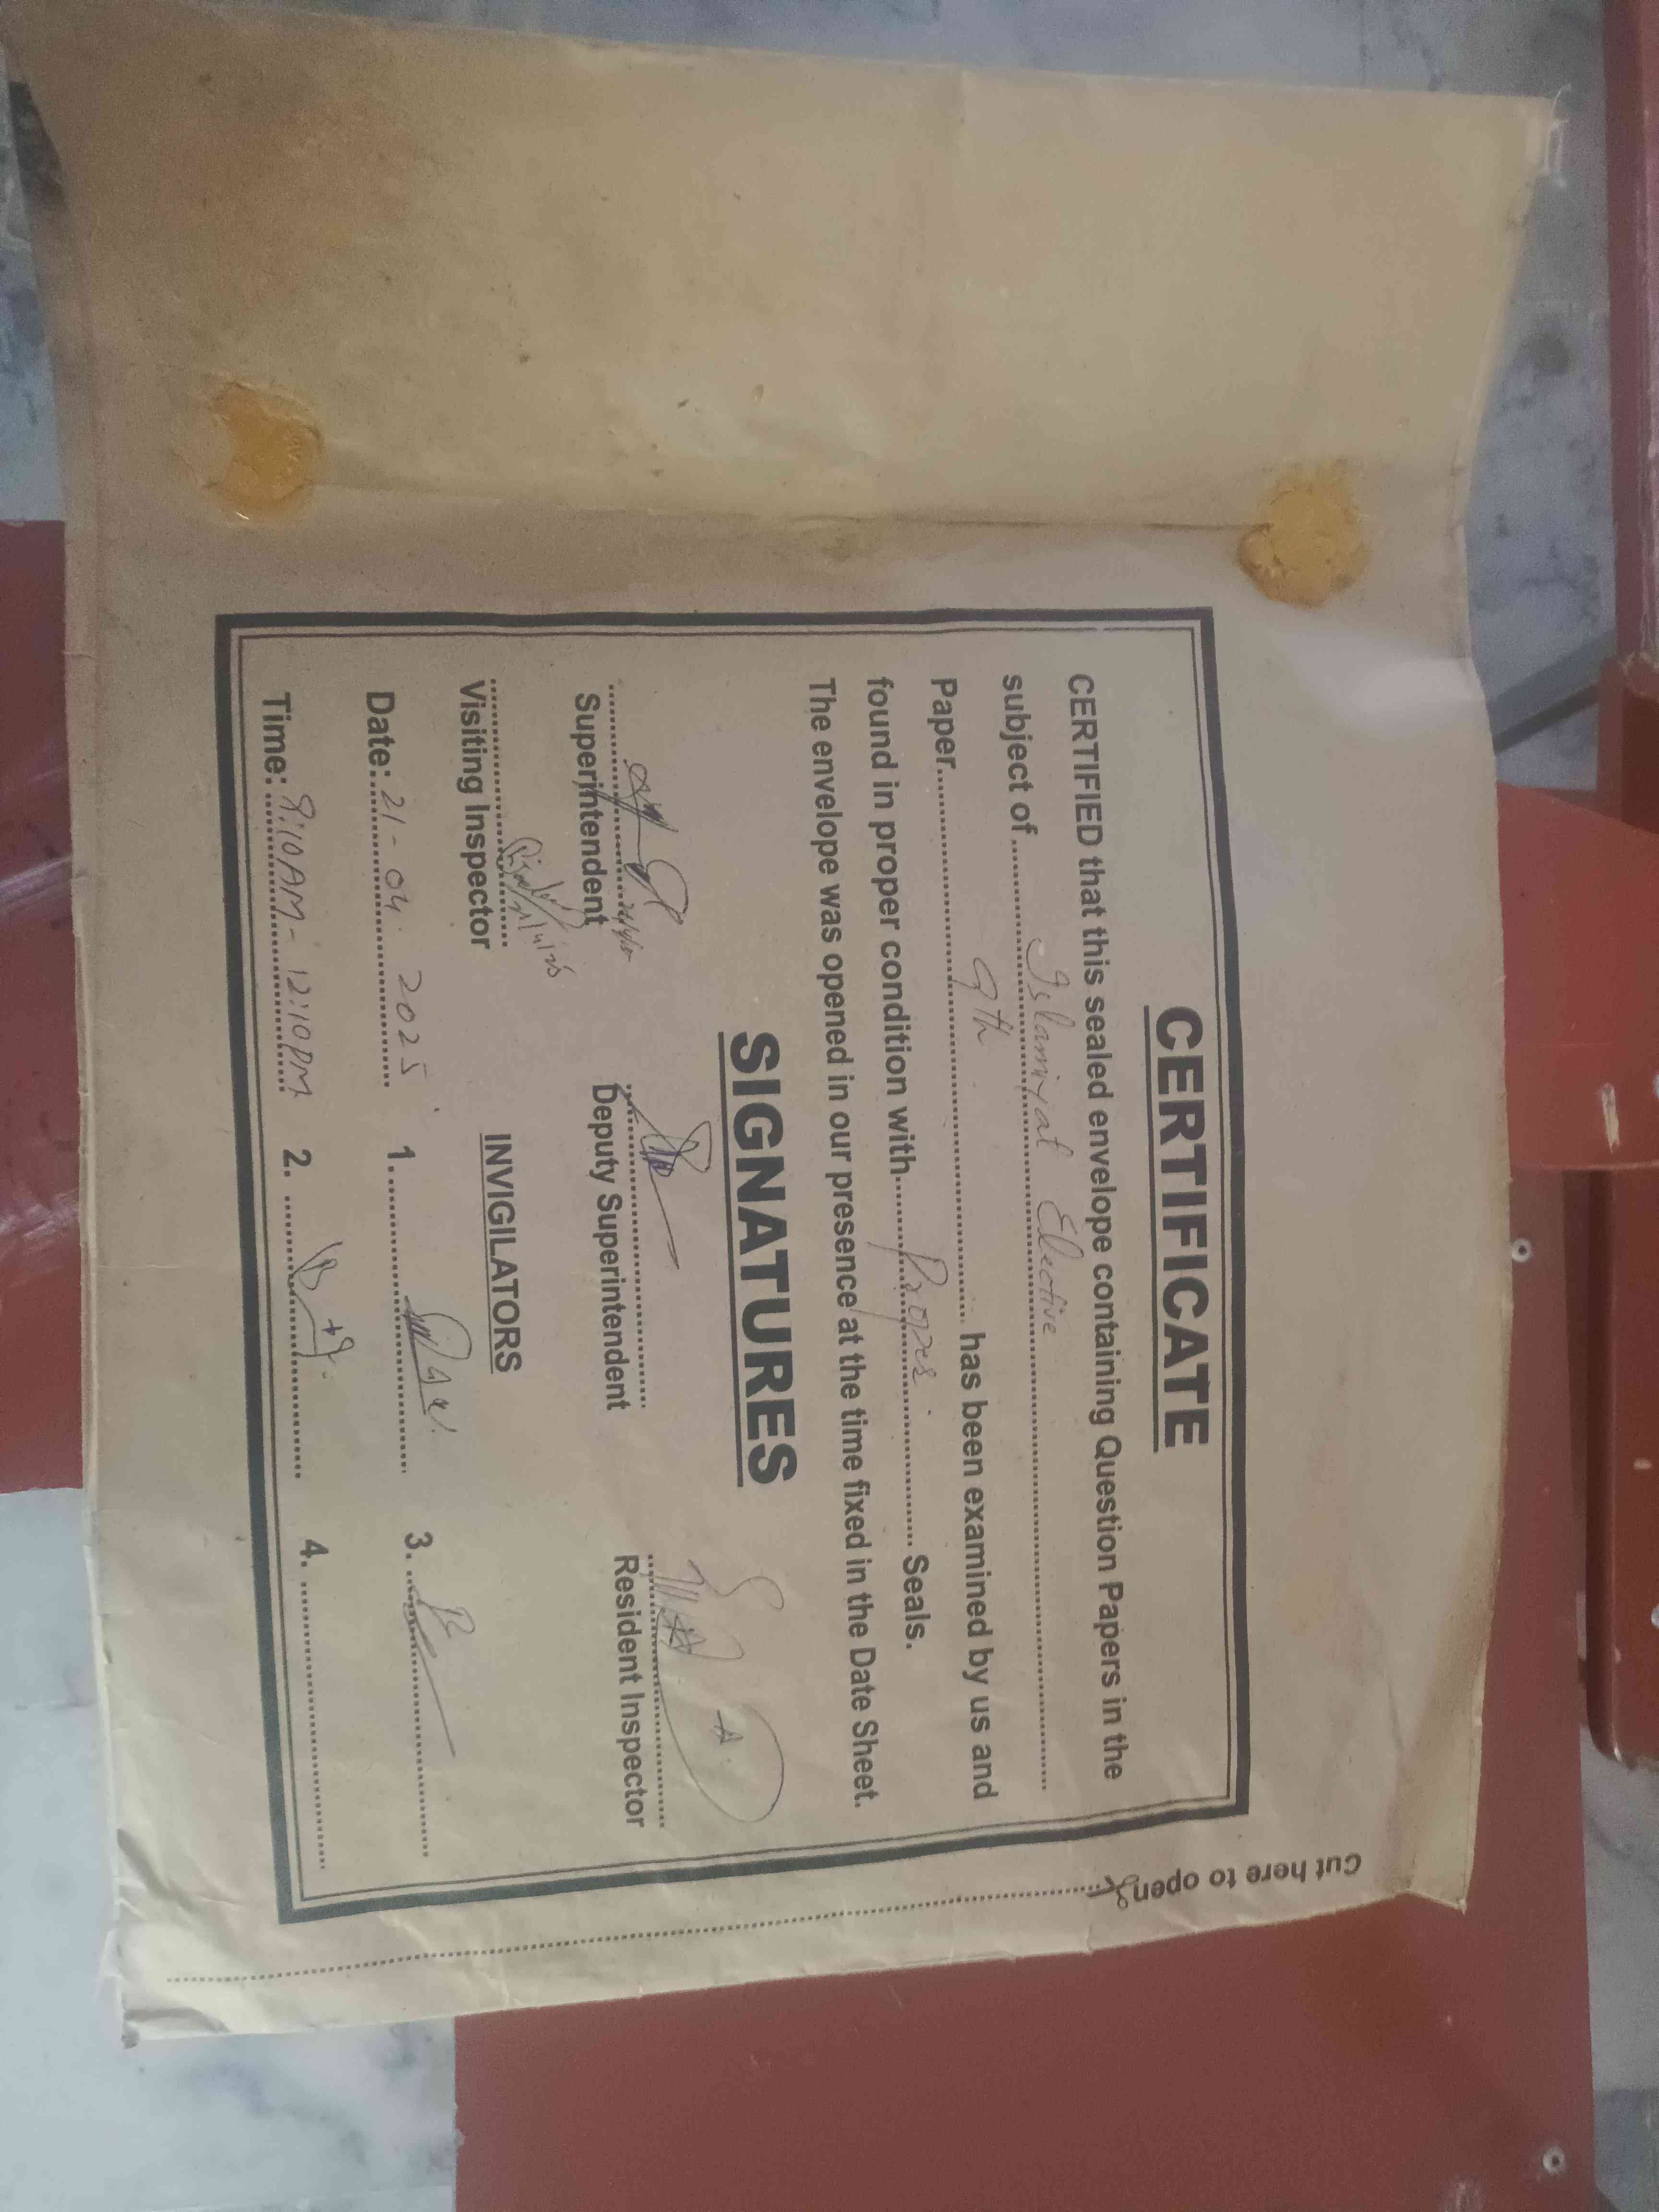 CERTIFICATE
CERTIFIED that this sealed envelope containing Question Papers in the
subject of.......Islamiyat Elective.......
Paper.......9th....... has been examined by us and
found in proper condition with.......Proper....... Seals.
The envelope was opened in our presence at the time fixed in the Date Sheet.
SIGNATURES
Superintendent
Deputy Superintendent
Resident Inspector
21/4/25
Visiting Inspector
INVIGILATORS
Date: 21-04-2025
1.
3.
Time: 9:10AM - 12:10PM
2.
4.
Cut here to open